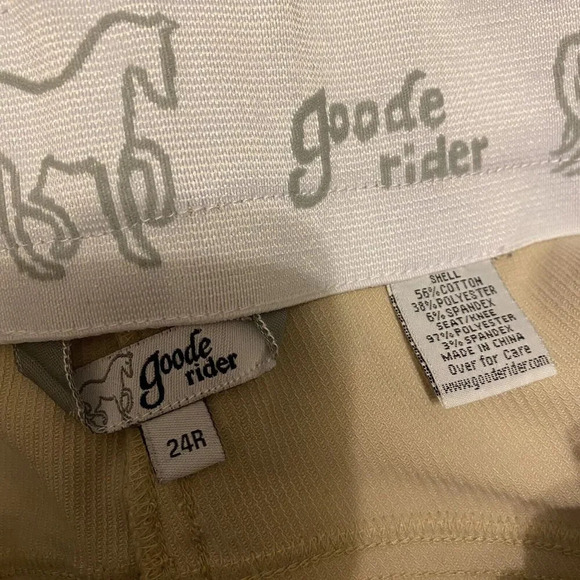 goode
rider
goode
rider
24R
SHELL
56% COTTON
38% POLYESTER
6% SPANDEX
SEAT/KNEE
97% POLYESTER
3% SPANDEX
MADE IN CHINA
Over for Care
www.gooderider.com